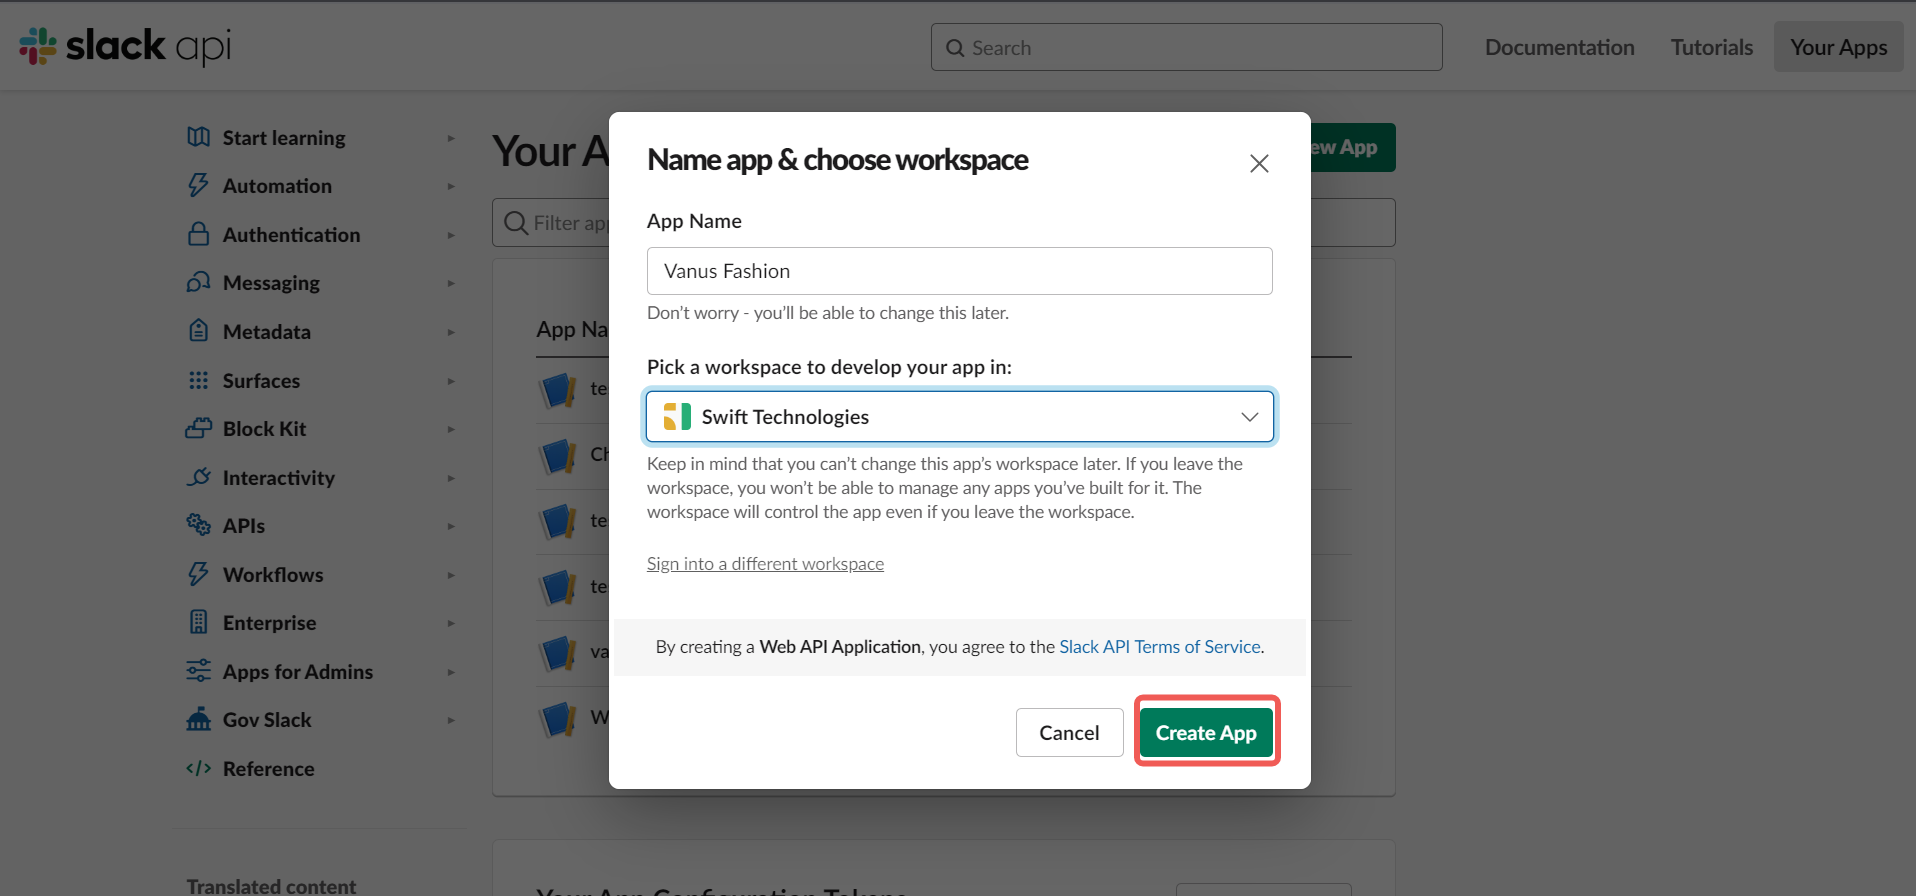 slack api
Search
Documentation
Tutorials
Your Apps
Start learning
Automation
Authentication
Messaging
Metadata
Surfaces
Block Kit
Interactivity
APIs
Workflows
Enterprise
Apps for Admins
Gov Slack
Reference
Translated content
Your A
ew App
Filter app
App Na
te
Ch
te
te
va
W
Name app & choose workspace
App Name
Vanus Fashion
Don't worry - you'll be able to change this later.
Pick a workspace to develop your app in:
Swift Technologies
Keep in mind that you can't change this app's workspace later. If you leave the
workspace, you won't be able to manage any apps you've built for it. The
workspace will control the app even if you leave the workspace.
Sign into a different workspace
By creating a Web API Application, you agree to the Slack API Terms of Service.
Cancel
Create App
Your App Configuration Tokens